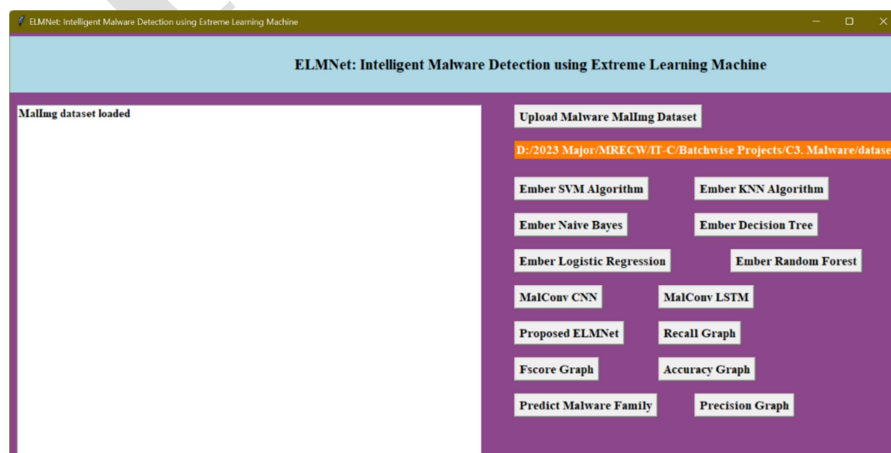 ELMNet: Intelligent Malware Detection using Extreme Learning Machine
ELMNet: Intelligent Malware Detection using Extreme Learning Machine
MalImg dataset loaded
Upload Malware MalImg Dataset
D:/2023 Major/MRECW/IT-C/Batchwise Projects/C3. Malware/datase
Ember SVM Algorithm
Ember KNN Algorithm
Ember Naive Bayes
Ember Decision Tree
Ember Logistic Regression
Ember Random Forest
MalConv CNN
MalConv LSTM
Proposed ELMNet
Recall Graph
Fscore Graph
Accuracy Graph
Predict Malware Family
Precision Graph